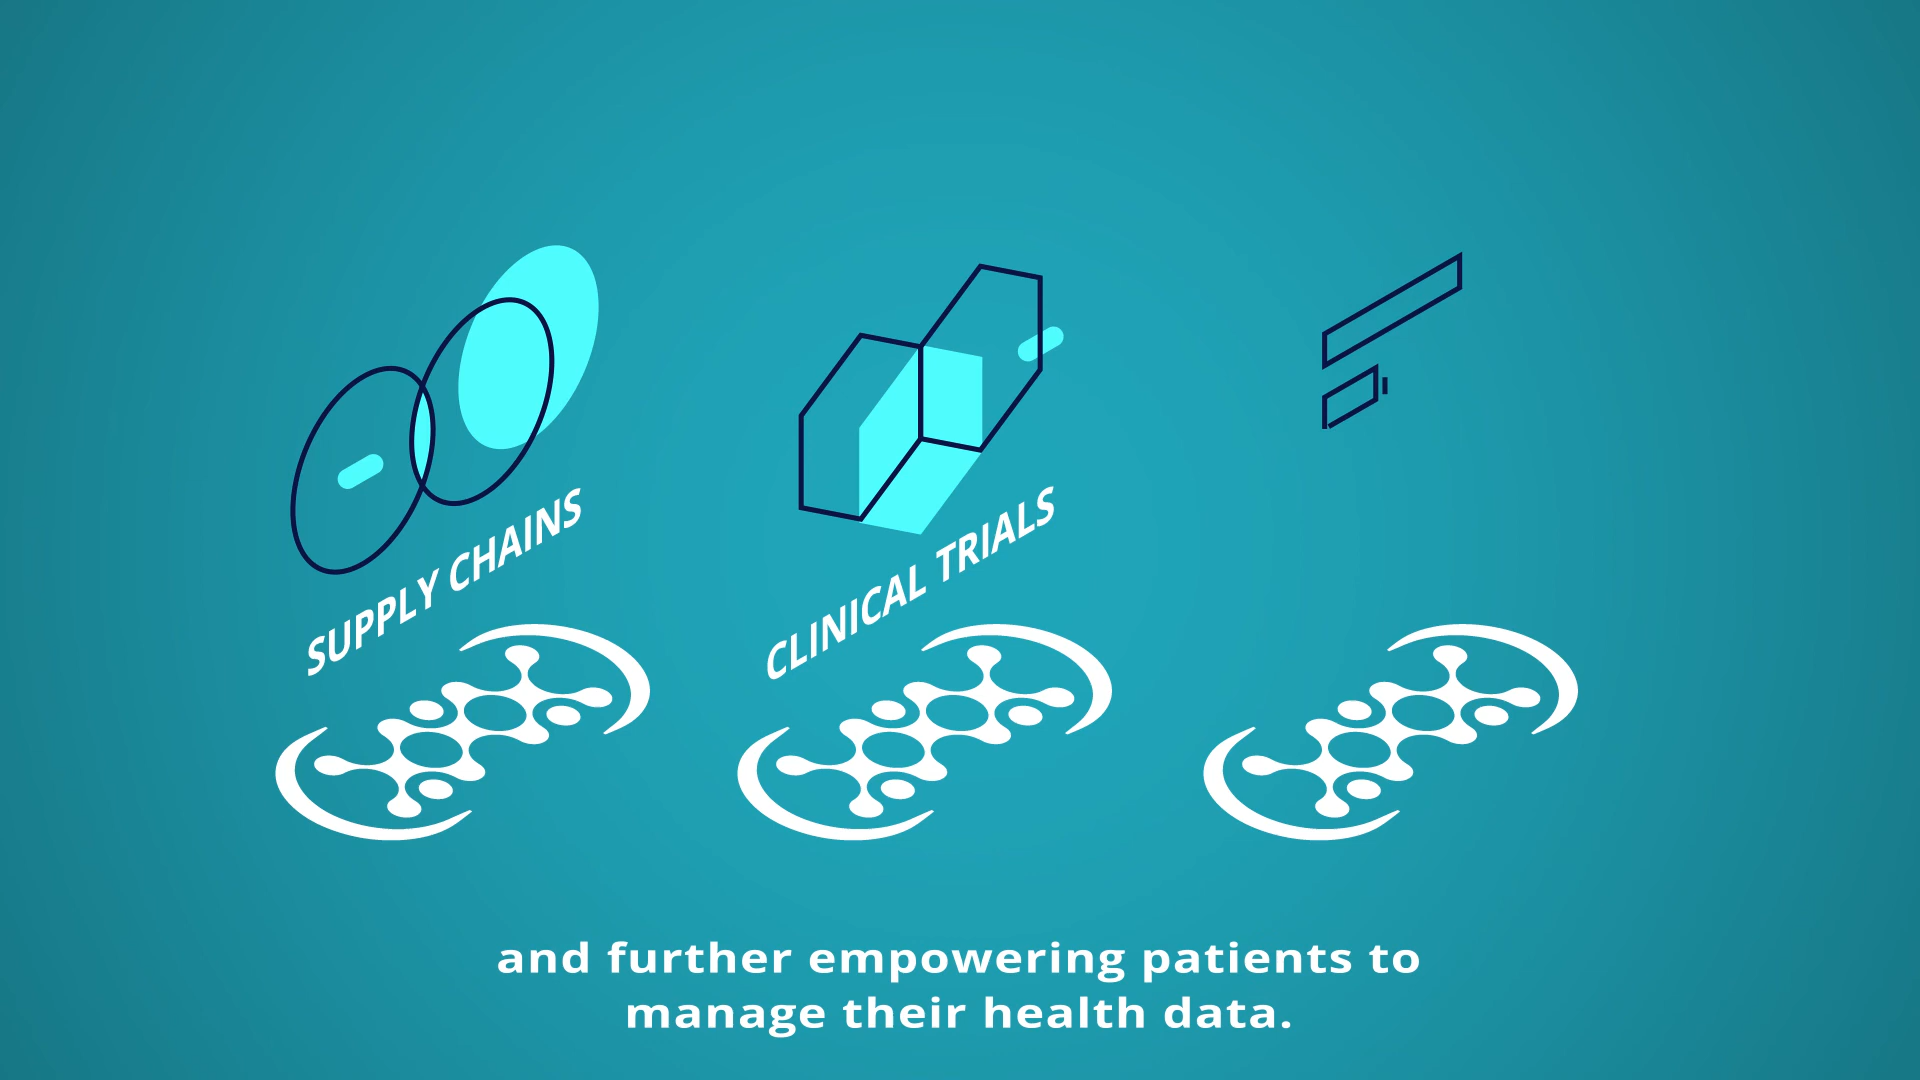 SUPPLY CHAINS
CLINICAL TRIALS
and further empowering patients to
manage their health data.